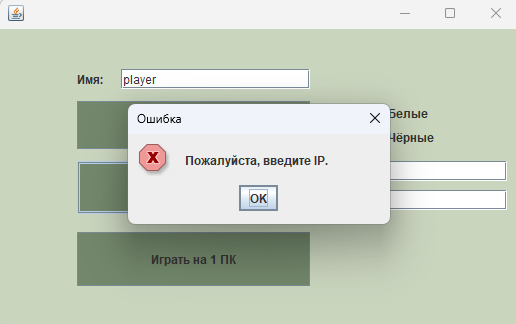 Имя: player
Ошибка
Пожалуйста, введите IP.
OK
Белые
Чёрные
Играть на 1 ПК